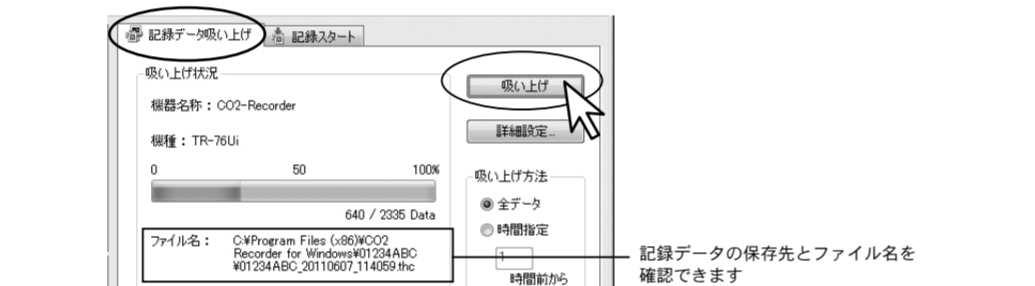 記録データ吸い上げ 記録スタート
吸い上げ状況
機器名称： CO2-Recorder
機種： TR-76Ui
0 50 100%
640 / 2335 Data
ファイル名： C:¥Program Files (x86)¥CO2
Recorder for Windows¥01234ABC
¥01234ABC_20110607_114059.thc
吸い上げ
詳細設定...
吸い上げ方法
全データ
時間指定
1
時間前から
記録データの保存先とファイル名を
確認できます